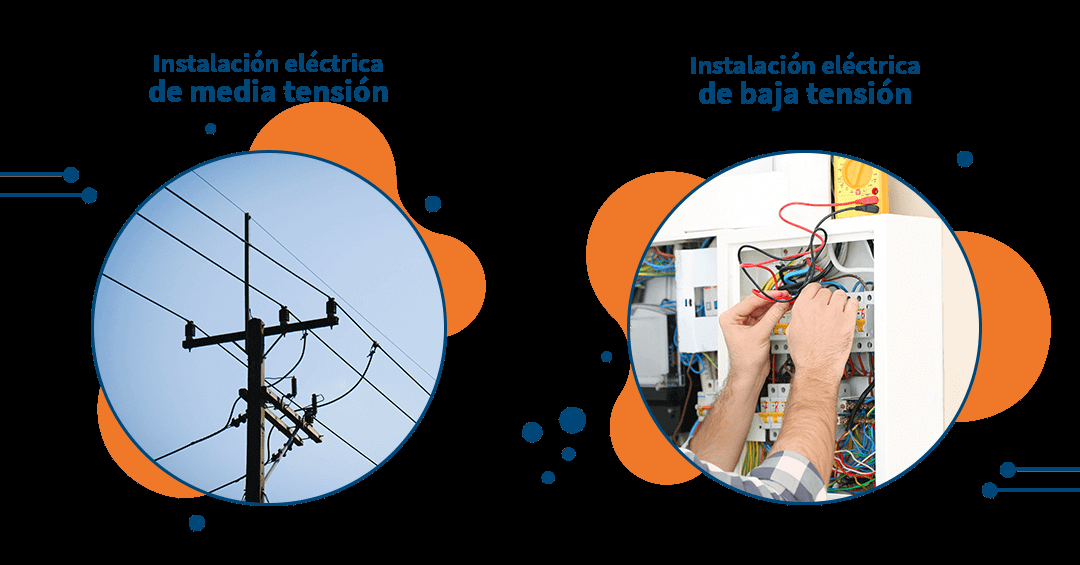 Instalación eléctrica
de media tensión
Instalación eléctrica
de baja tensión